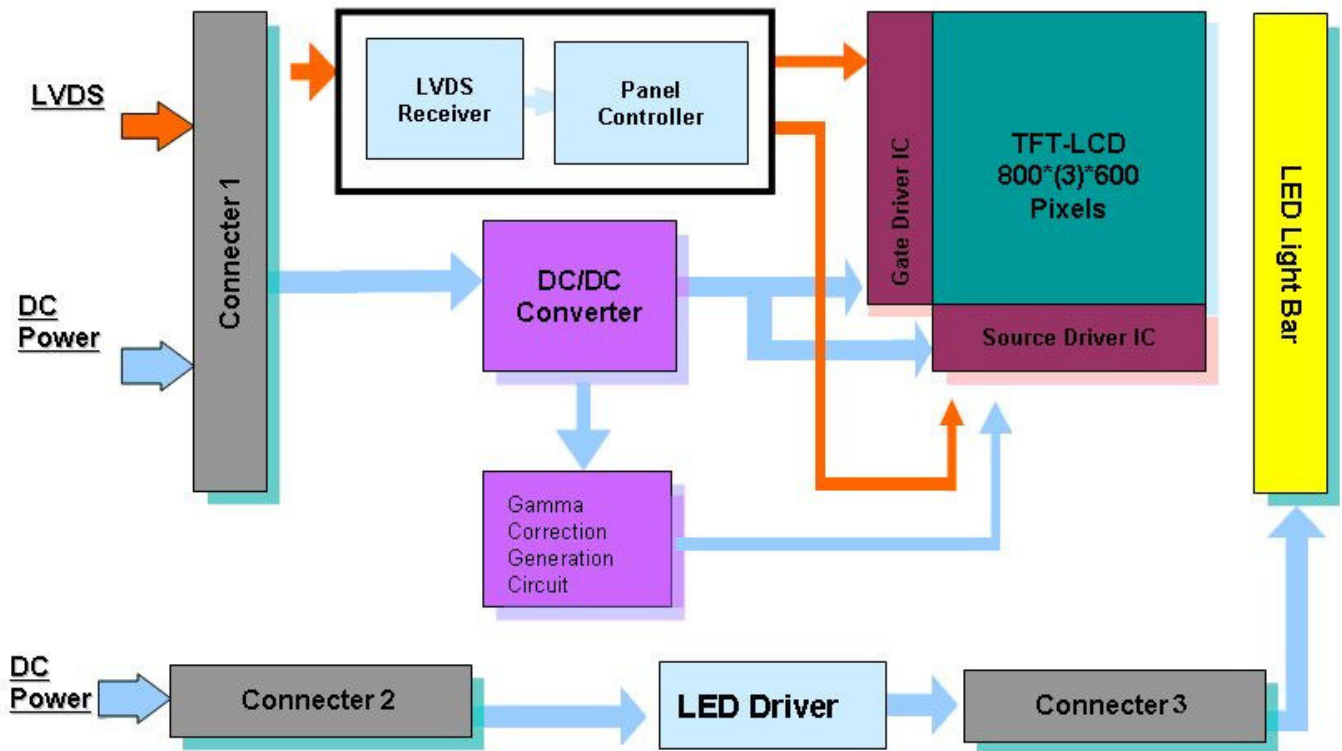 LVDS
DC
Power
Connecter 1
LVDS
Receiver
Panel
Controller
DC/DC
Converter
Gamma
Correction
Generation
Circuit
Gate Driver IC
TFT-LCD
800*(3)*600
Pixels
Source Driver IC
LED Light Bar
DC
Power
Connecter 2
LED Driver
Connecter 3